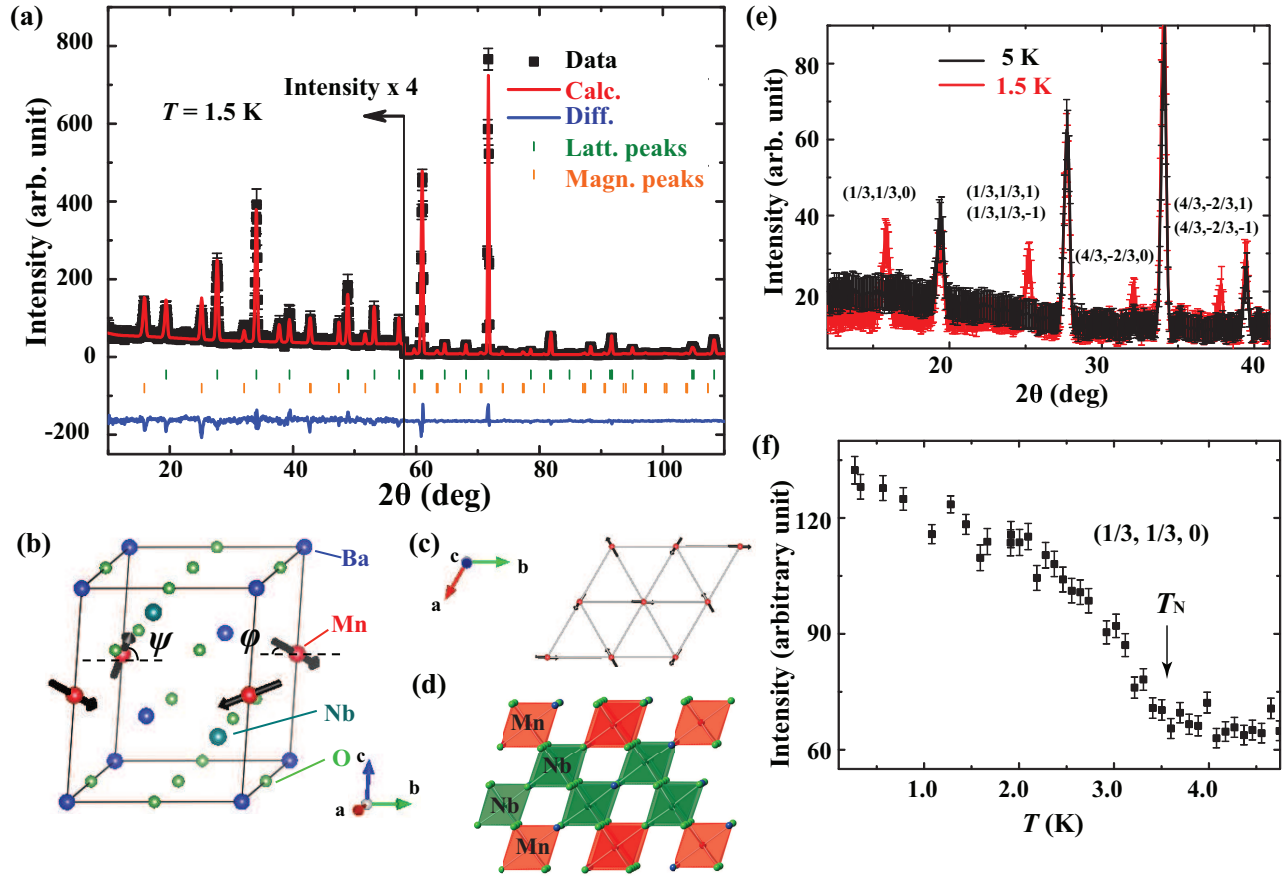 (a)
800
600
400
200
0
-200
Intensity (arb. unit)
T = 1.5 K
Intensity x 4
Data
Calc.
Diff.
Latt. peaks
Magn. peaks
20
40
60
80
100
2θ (deg)
(e)
80
60
40
20
Intensity (arb. unit)
5 K
1.5 K
(1/3,1/3,0)
(1/3,1/3,1)
(1/3,1/3,-1)
(4/3,-2/3,0)
(4/3,-2/3,1)
(4/3,-2/3,-1)
20
30
40
2θ (deg)
(b)
Ba
Mn
Nb
O
ψ
φ
c
b
a
(c)
c
b
a
(d)
Mn
Nb
Nb
Mn
(f)
120
90
60
Intensity (arbitrary unit)
(1/3, 1/3, 0)
TN
1.0
2.0
3.0
4.0
T (K)